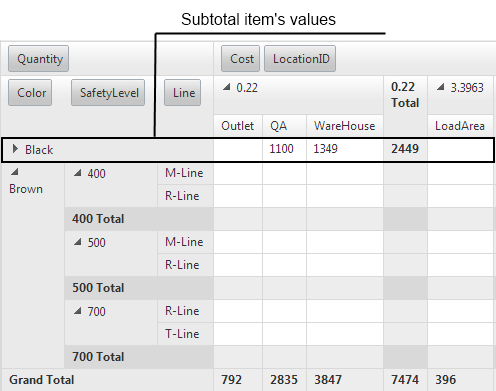 Subtotal item's values
Quantity Cost LocationID
Color SafetyLevel Line 0.22 0.22 Total 3.3963
Outlet QA WareHouse LoadArea
Black 1100 1349 2449
Brown 400 M-Line
R-Line
400 Total
500 M-Line
R-Line
500 Total
700 R-Line
T-Line
700 Total
Grand Total 792 2835 3847 7474 396